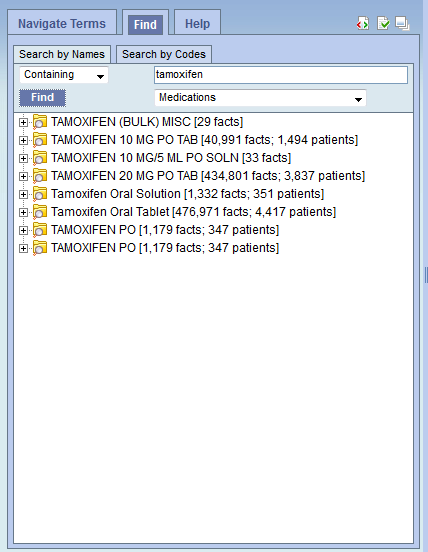 Navigate Terms Find Help
Search by Names Search by Codes
Containing tamoxifen
Find Medications
TAMOXIFEN (BULK) MISC [29 facts]
TAMOXIFEN 10 MG PO TAB [40,991 facts; 1,494 patients]
TAMOXIFEN 10 MG/5 ML PO SOLN [33 facts]
TAMOXIFEN 20 MG PO TAB [434,801 facts; 3,837 patients]
Tamoxifen Oral Solution [1,332 facts; 351 patients]
Tamoxifen Oral Tablet [476,971 facts; 4,417 patients]
TAMOXIFEN PO [1,179 facts; 347 patients]
TAMOXIFEN PO [1,179 facts; 347 patients]